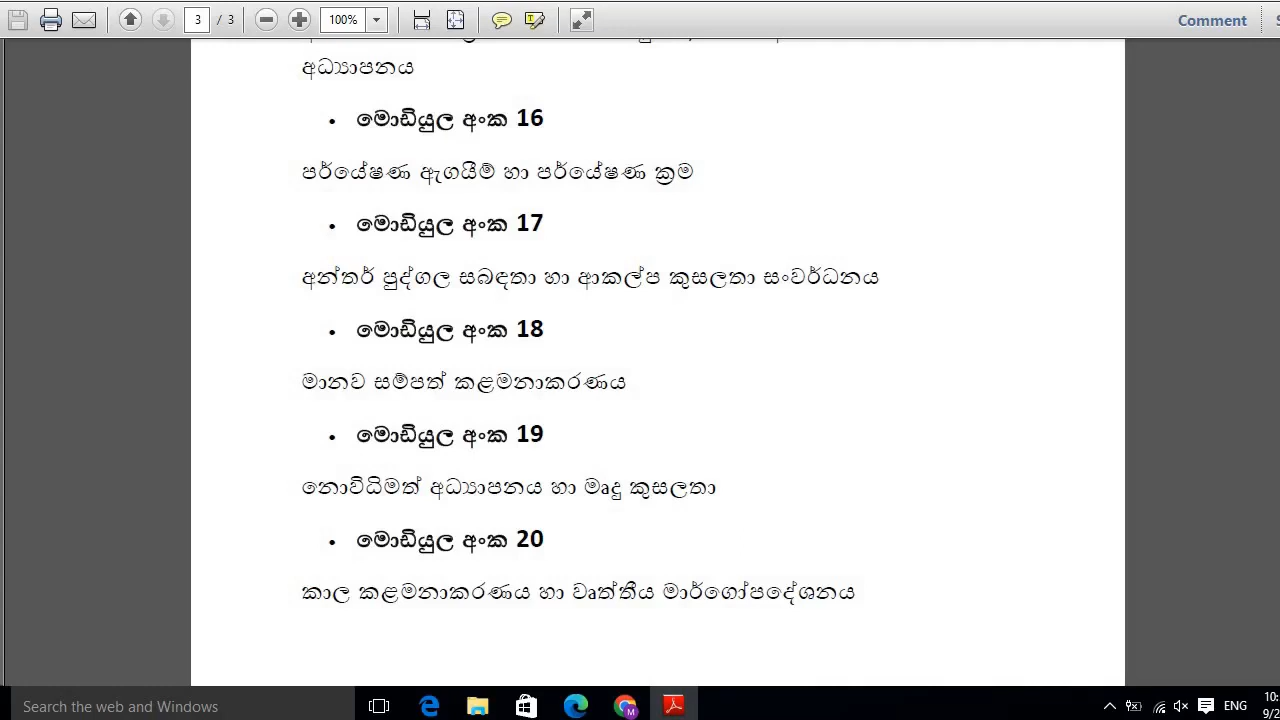 3 / 3 100% Comment
අධ්‍යාපනය
• මොඩියුල අංක 16
පර්යේෂණ ඇගයීම් හා පර්යේෂණ ක්‍රම
• මොඩියුල අංක 17
අන්තර් පුද්ගල සබඳතා හා ආකල්ප කුසලතා සංවර්ධනය
• මොඩියුල අංක 18
මානව සම්පත් කළමනාකරණය
• මොඩියුල අංක 19
නොවිධිමත් අධ්‍යාපනය හා මෘදු කුසලතා
• මොඩියුල අංක 20
කාල කළමනාකරණය හා වෘත්තීය මාර්ගෝපදේශනය
Search the web and Windows ENG